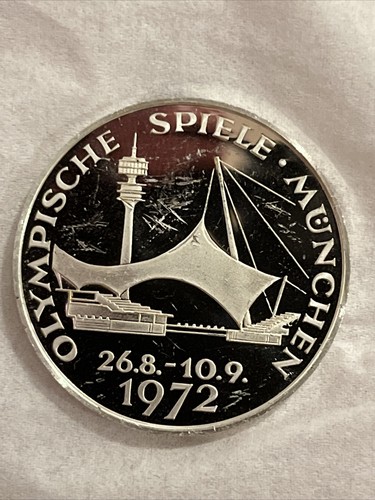 OLYMPISCHE SPIELE · MÜNCHEN
26.8.-10.9.
1972